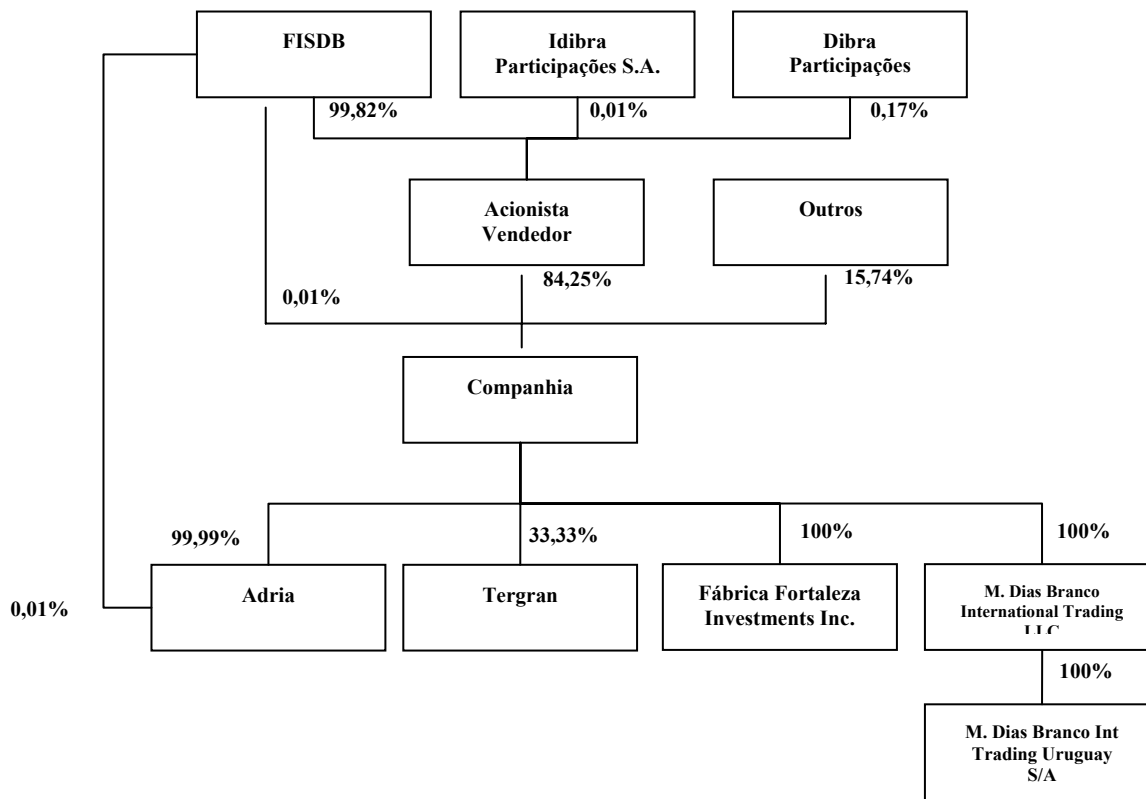 FISDB
Idibra
Participações S.A.
Dibra
Participações
99,82%
0,01%
0,17%
Acionista
Vendedor
Outros
84,25%
15,74%
0,01%
Companhia
99,99%
33,33%
100%
100%
0,01%
Adria
Tergran
Fábrica Fortaleza
Investments Inc.
M. Dias Branco
International Trading
LLC
100%
M. Dias Branco Int
Trading Uruguay
S/A